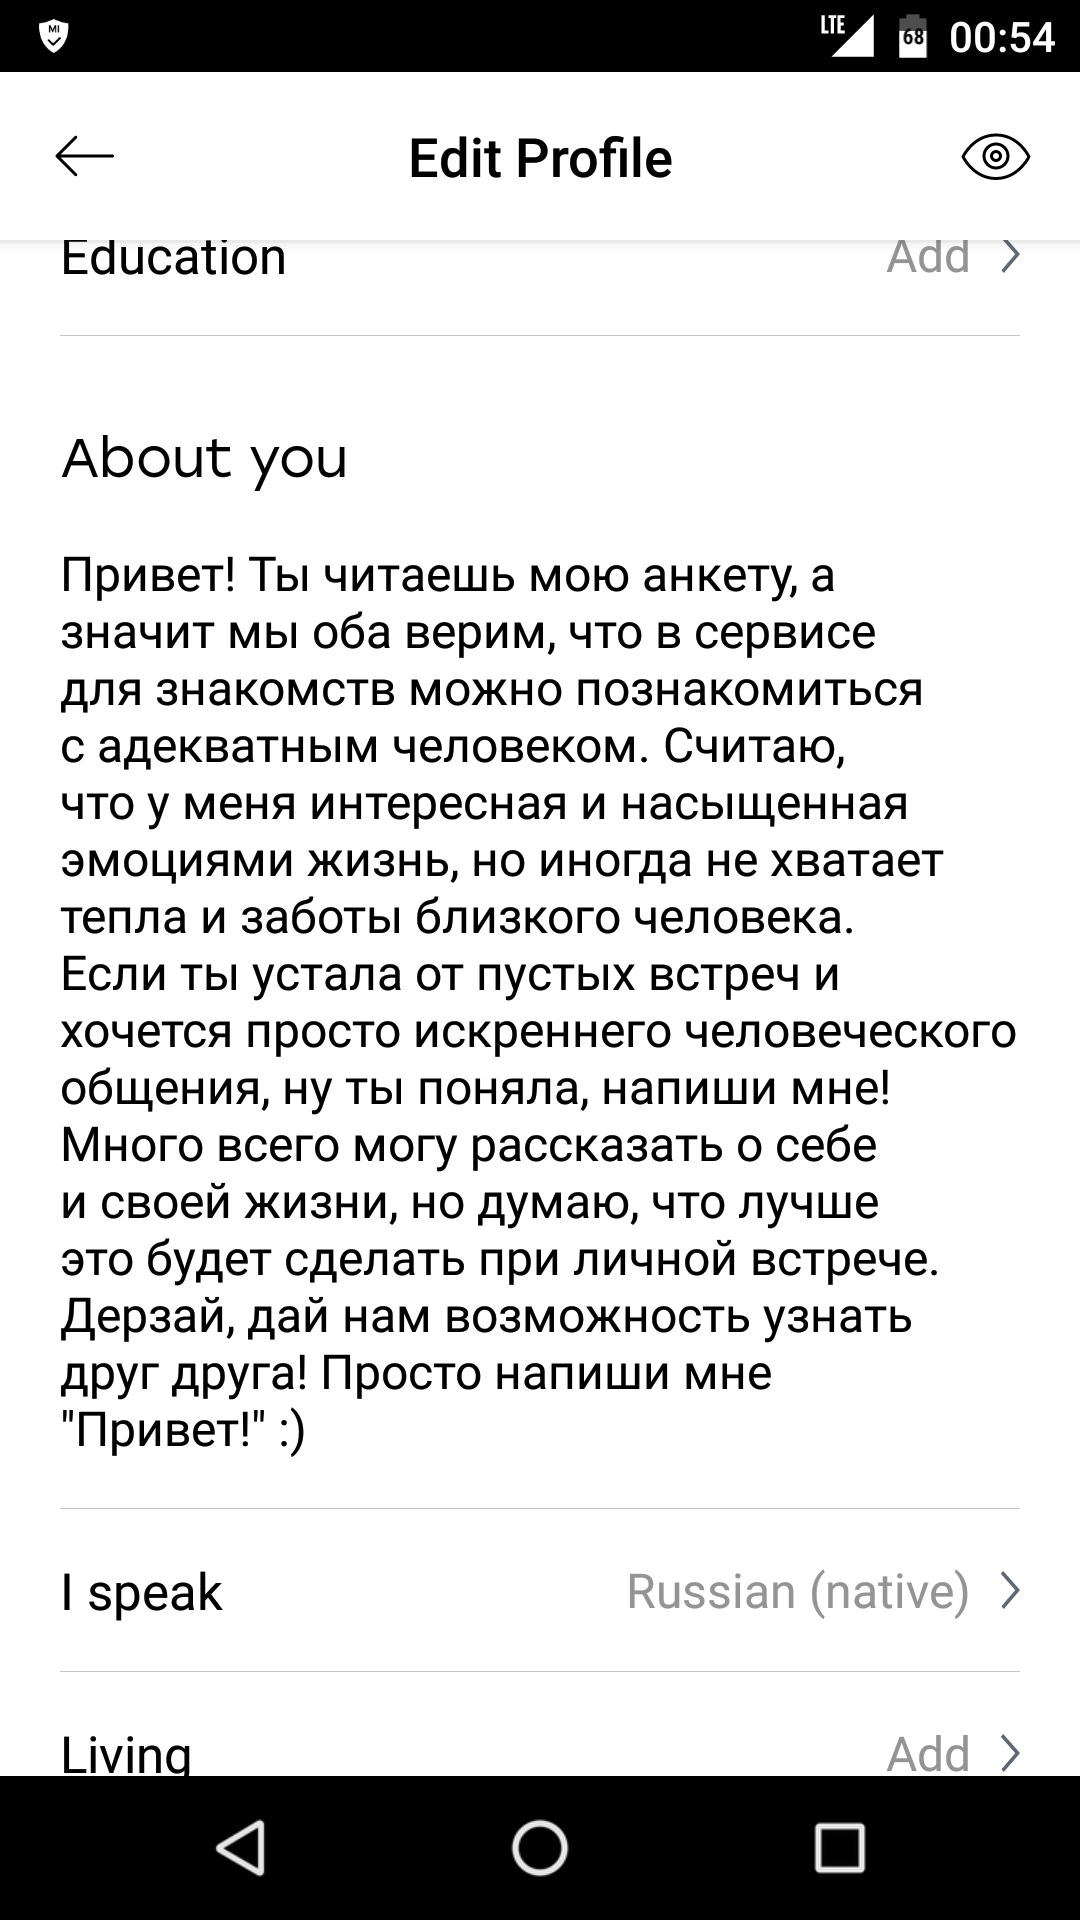 MI
LTE
68
00:54
Edit Profile
Education
Add
About you
Привет! Ты читаешь мою анкету, а
значит мы оба верим, что в сервисе
для знакомств можно познакомиться
с адекватным человеком. Считаю,
что у меня интересная и насыщенная
эмоциями жизнь, но иногда не хватает
тепла и заботы близкого человека.
Если ты устала от пустых встреч и
хочется просто искреннего человеческого
общения, ну ты поняла, напиши мне!
Много всего могу рассказать о себе
и своей жизни, но думаю, что лучше
это будет сделать при личной встрече.
Дерзай, дай нам возможность узнать
друг друга! Просто напиши мне
"Привет!" :)
I speak
Russian (native)
Living
Add